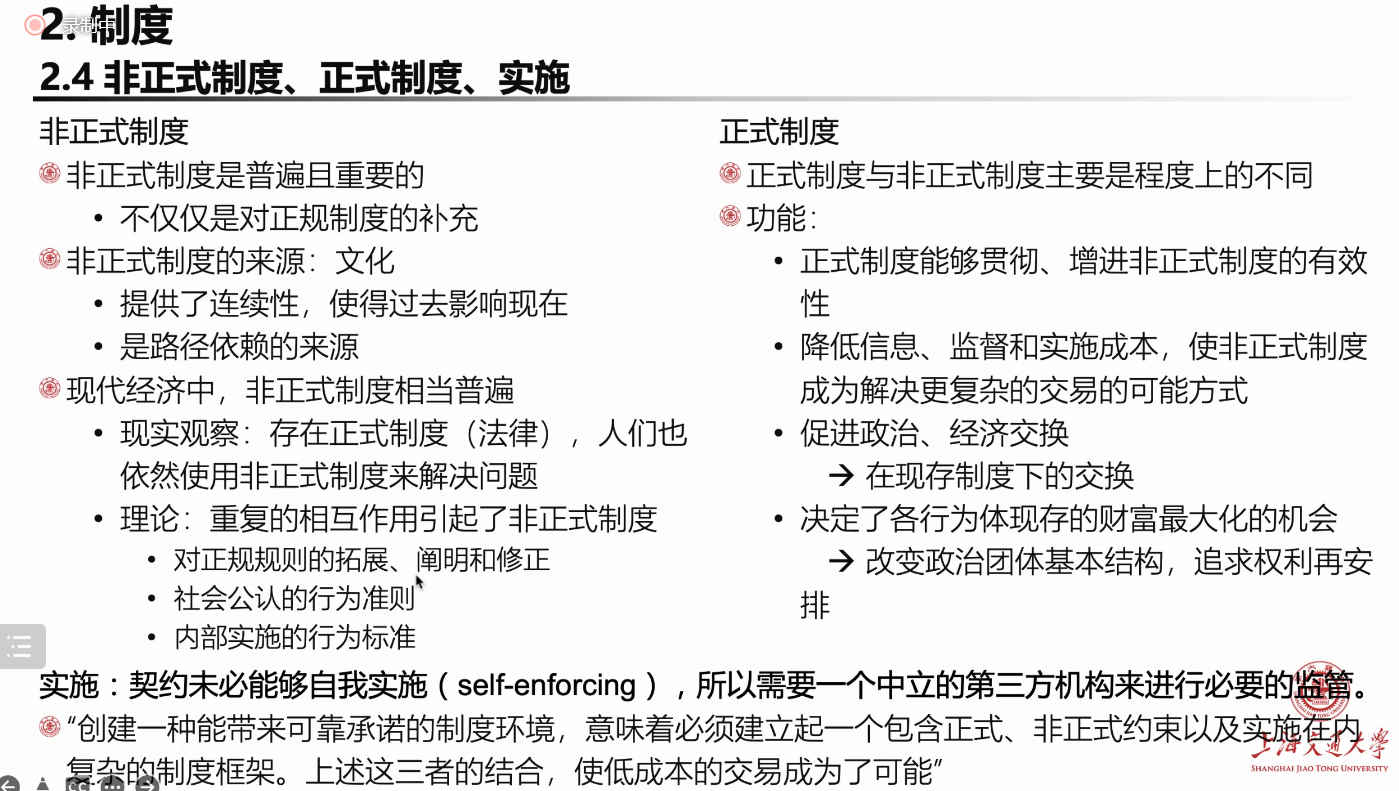 录制中
2. 制度
2.4 非正式制度、正式制度、实施
非正式制度
非正式制度是普遍且重要的
• 不仅仅是对正规制度的补充
非正式制度的来源：文化
• 提供了连续性，使得过去影响现在
• 是路径依赖的来源
现代经济中，非正式制度相当普遍
• 现实观察：存在正式制度（法律），人们也
依然使用非正式制度来解决问题
• 理论：重复的相互作用引起了非正式制度
• 对正规规则的拓展、阐明和修正
• 社会公认的行为准则
• 内部实施的行为标准
正式制度
正式制度与非正式制度主要是程度上的不同
功能：
• 正式制度能够贯彻、增进非正式制度的有效
性
• 降低信息、监督和实施成本，使非正式制度
成为解决更复杂的交易的可能方式
• 促进政治、经济交换
→ 在现存制度下的交换
• 决定了各行为体现存的财富最大化的机会
→ 改变政治团体基本结构，追求权利再安
排
实施：契约未必能够自我实施（self-enforcing），所以需要一个中立的第三方机构来进行必要的监管。
“创建一种能带来可靠承诺的制度环境，意味着必须建立起一个包含正式、非正式约束以及实施在内
复杂的制度框架。上述这三者的结合，使低成本的交易成为了可能”
上海交通大学
SHANGHAI JIAO TONG UNIVERSITY
CC